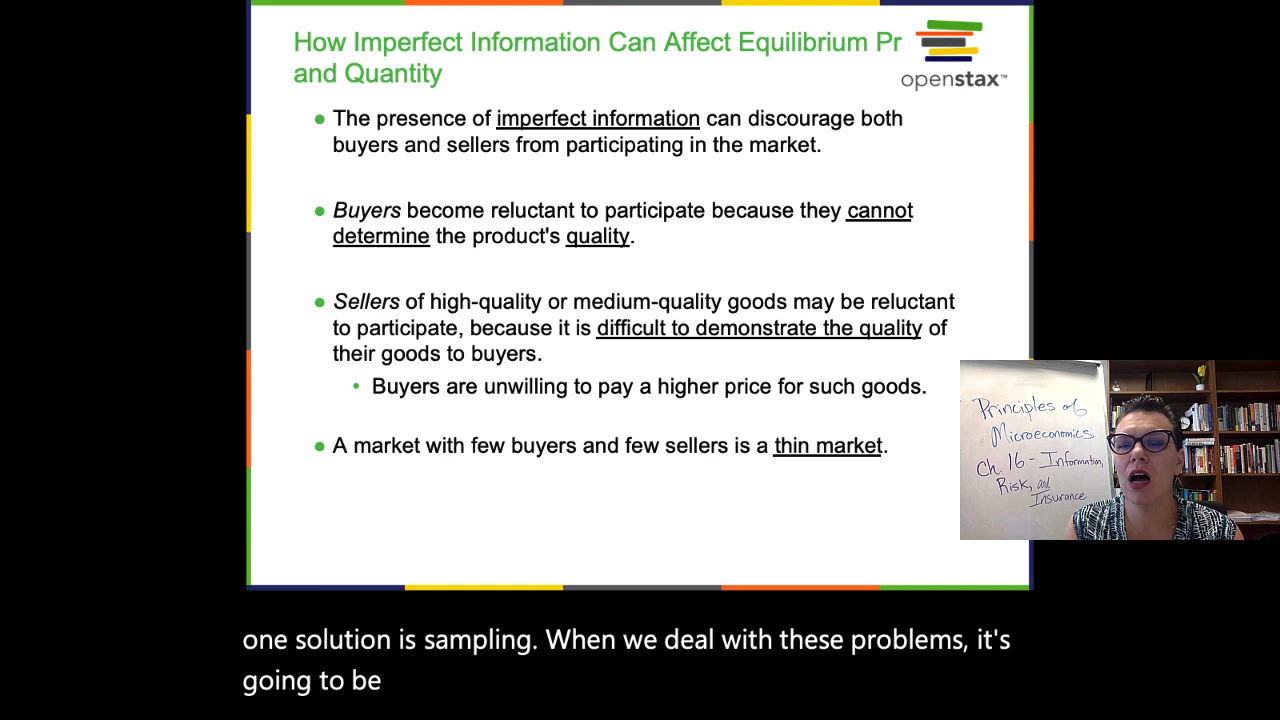 How Imperfect Information Can Affect Equilibrium Pr
and Quantity
openstax™
● The presence of imperfect information can discourage both
buyers and sellers from participating in the market.
● Buyers become reluctant to participate because they cannot
determine the product's quality.
● Sellers of high-quality or medium-quality goods may be reluctant
to participate, because it is difficult to demonstrate the quality of
their goods to buyers.
• Buyers are unwilling to pay a higher price for such goods.
● A market with few buyers and few sellers is a thin market.
Principles of
Microeconomics
Ch. 16 - Information,
Risk, and
Insurance
one solution is sampling. When we deal with these problems, it's
going to be